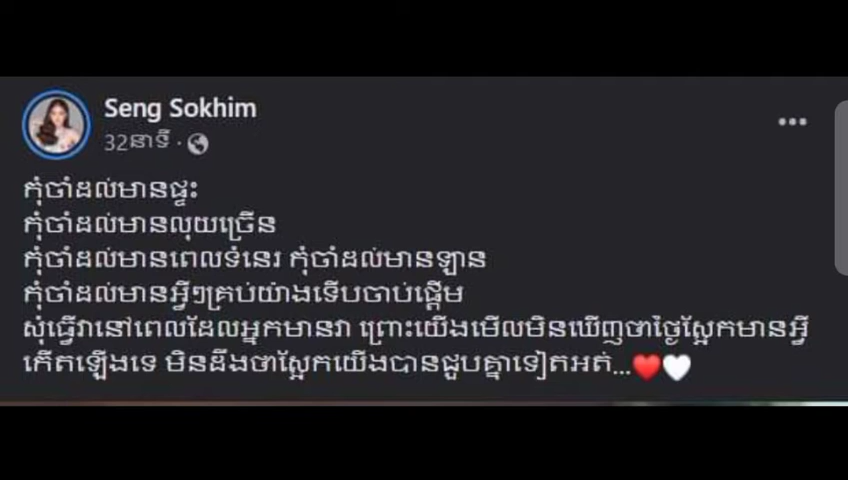 Seng Sokhim
32នាទី ·
កុំចាំដល់មានផ្ទះ
កុំចាំដល់មានលុយច្រើន
កុំចាំដល់មានពេលទំនេរ កុំចាំដល់មានឡាន
កុំចាំដល់មានអ្វីៗគ្រប់យ៉ាងទើបចាប់ផ្ដើម
សុំធ្វើវានៅពេលដែលអ្នកមានវា ព្រោះយើងមើលមិនឃើញថាថ្ងៃស្អែកមានអ្វី
កើតឡើងទេ មិនដឹងថាស្អែកយើងបានជួបគ្នាទៀតអត់...❤️🤍